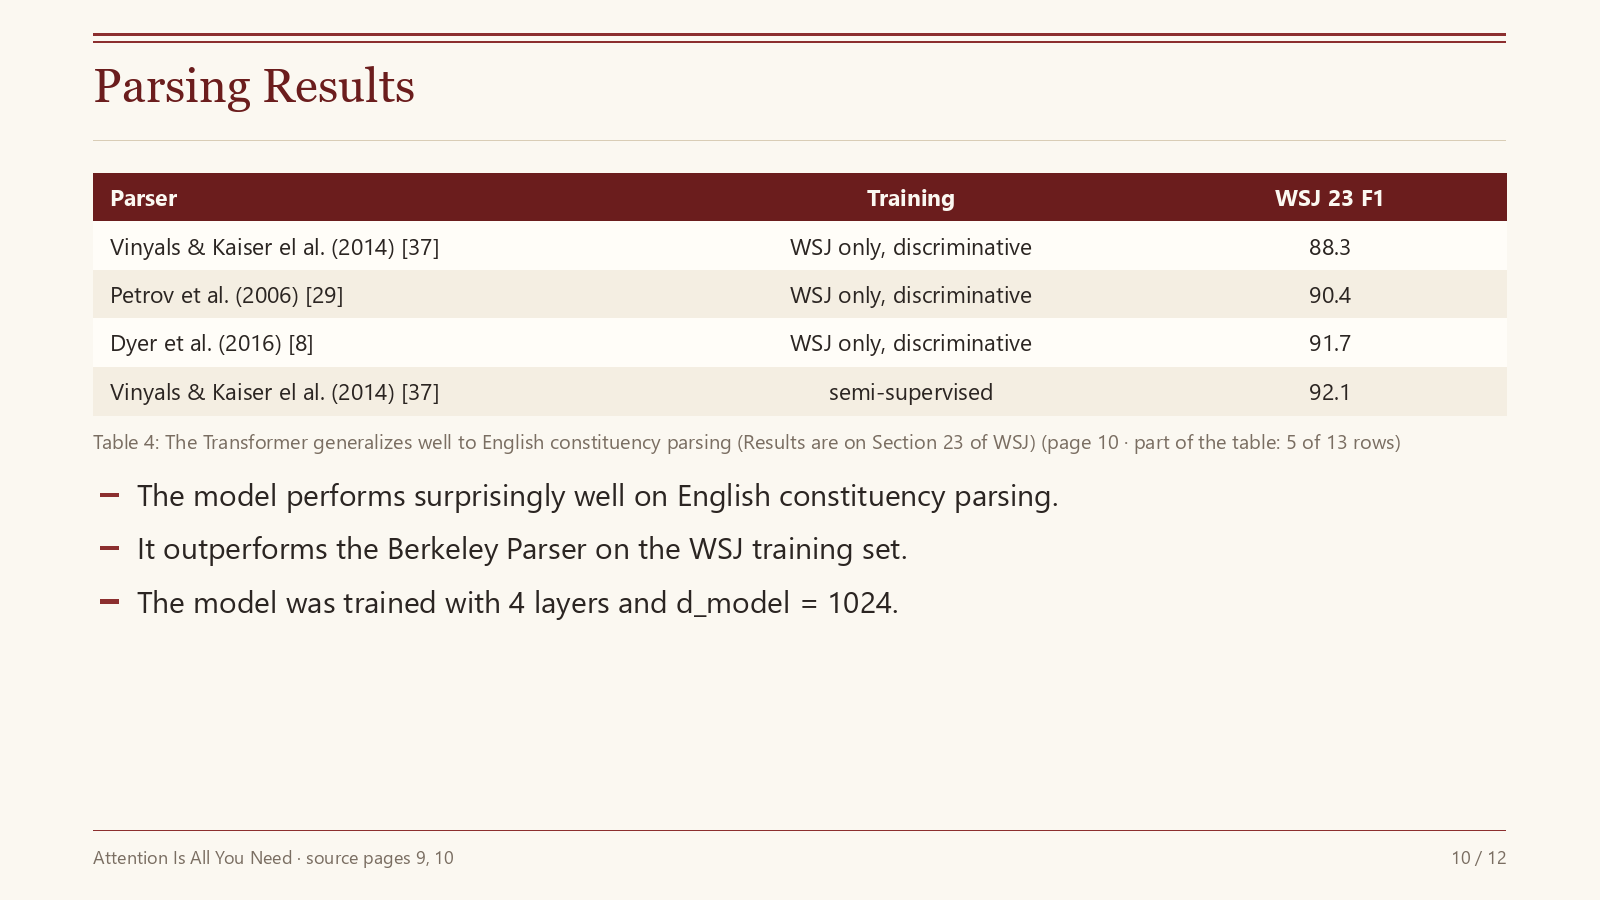 Parsing Results
Parser Training WSJ 23 F1
Vinyals & Kaiser el al. (2014) [37] WSJ only, discriminative 88.3
Petrov et al. (2006) [29] WSJ only, discriminative 90.4
Dyer et al. (2016) [8] WSJ only, discriminative 91.7
Vinyals & Kaiser el al. (2014) [37] semi-supervised 92.1
Table 4: The Transformer generalizes well to English constituency parsing (Results are on Section 23 of WSJ) (page 10 · part of the table: 5 of 13 rows)
The model performs surprisingly well on English constituency parsing.
It outperforms the Berkeley Parser on the WSJ training set.
The model was trained with 4 layers and d_model = 1024.
Attention Is All You Need · source pages 9, 10 10 / 12